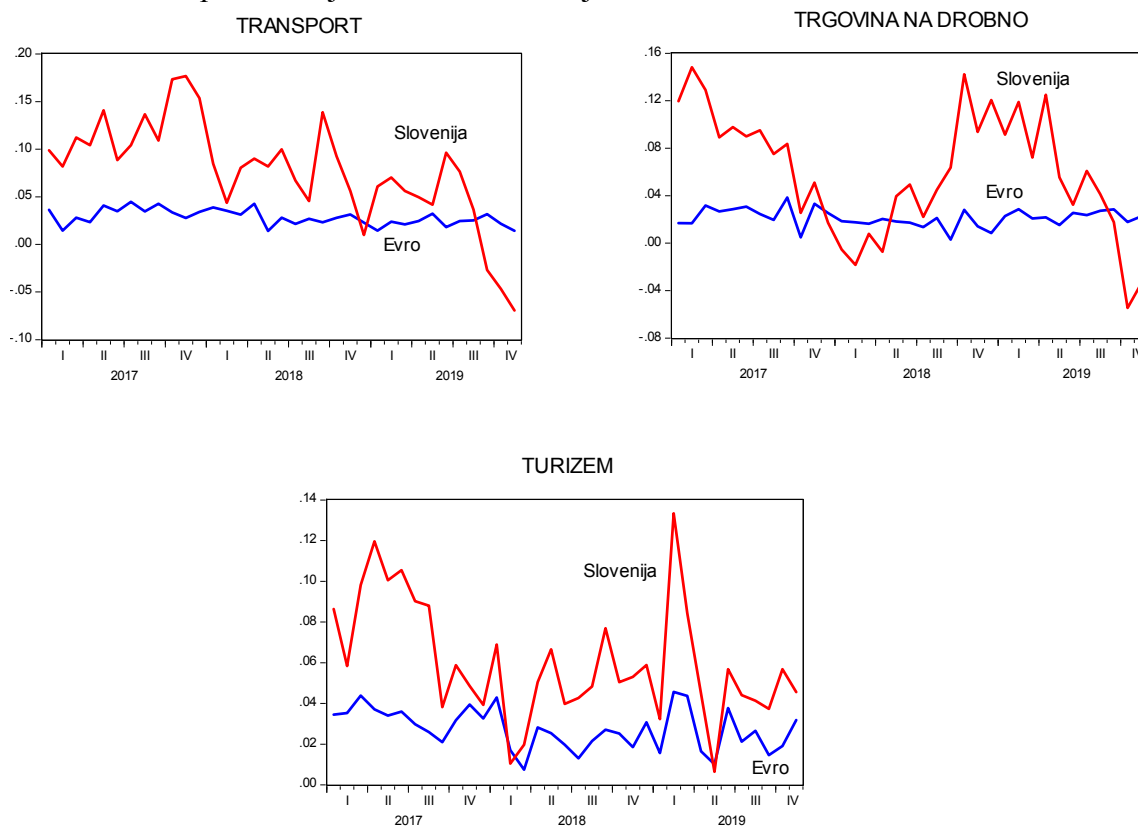 TRANSPORT
.20
.15
.10
.05
.00
-.05
-.10
Slovenija
Evro
I II III IV I II III IV I II III IV
2017 2018 2019
TRGOVINA NA DROBNO
.16
.12
.08
.04
.00
-.04
-.08
Slovenija
Evro
I II III IV I II III IV I II III
2017 2018 2019
TURIZEM
.14
.12
.10
.08
.06
.04
.02
.00
Slovenija
Evro
I II III IV I II III IV I II III IV
2017 2018 2019